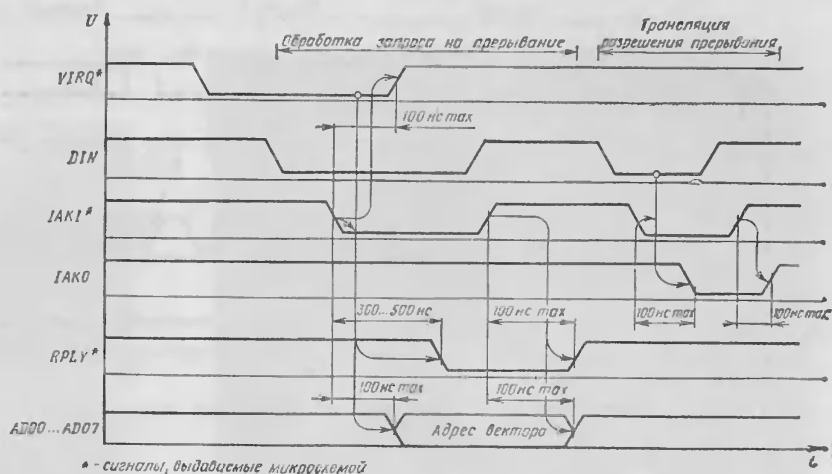 U
Обработка запроса на прерывание
Трансляция
разрешения прерывания
VIRQ*
100 нс max
DIN
IAKI*
IAKO
300...500 нс
100 нс max
100 нс max
100 нс max
RPLY*
100 нс max
100 нс max
AD00...AD07
Адрес вектора
t
* - сигналы, выдаваемые микросхемой